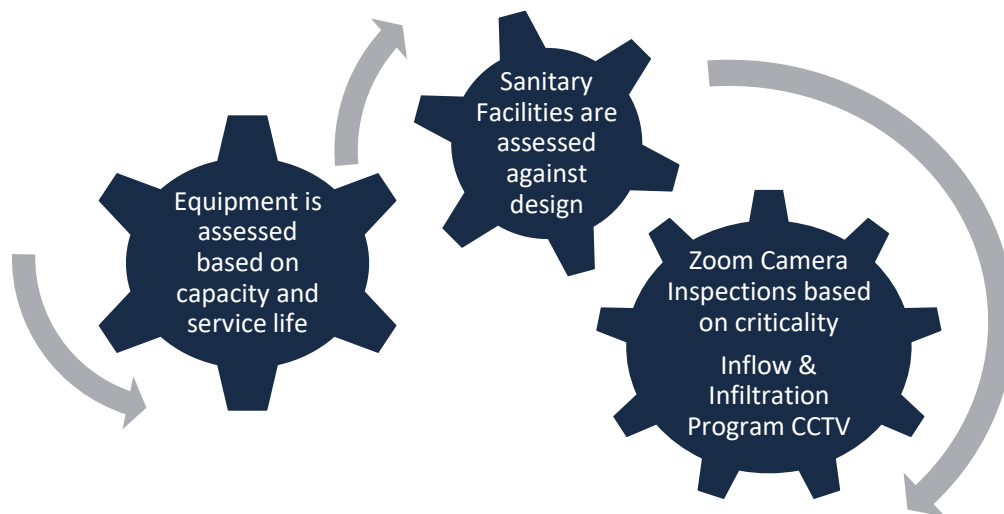 Equipment is
assessed
based on
capacity and
service life
Sanitary
Facilities are
assessed
against
design
Zoom Camera
Inspections based
on criticality
Inflow &
Infiltration
Program CCTV